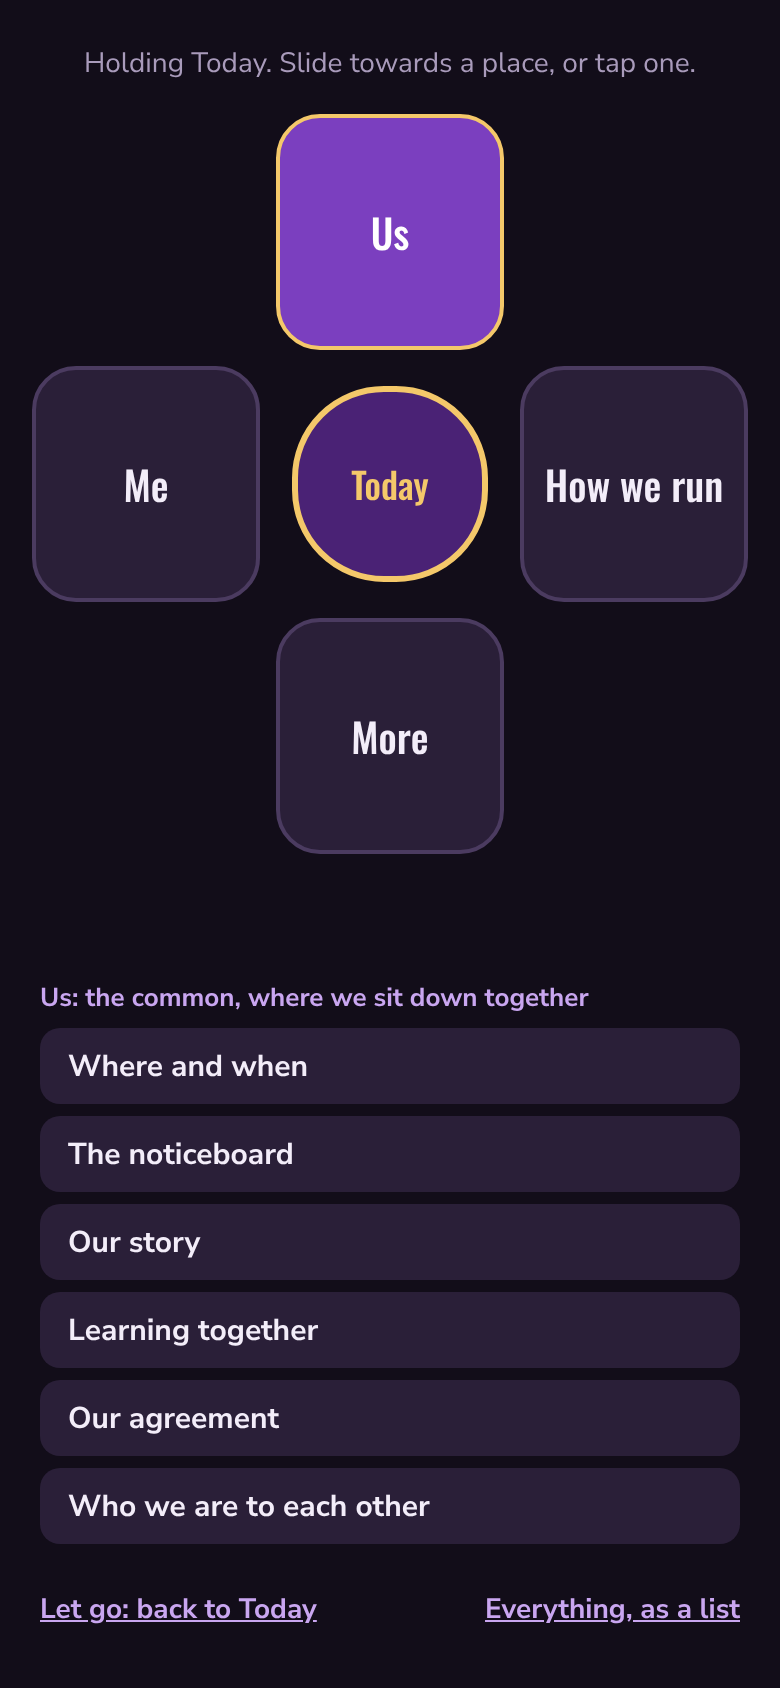 Holding Today. Slide towards a place, or tap one.
Us
Me
Today
How we run
More
Us: the common, where we sit down together
Where and when
The noticeboard
Our story
Learning together
Our agreement
Who we are to each other
Let go: back to Today
Everything, as a list